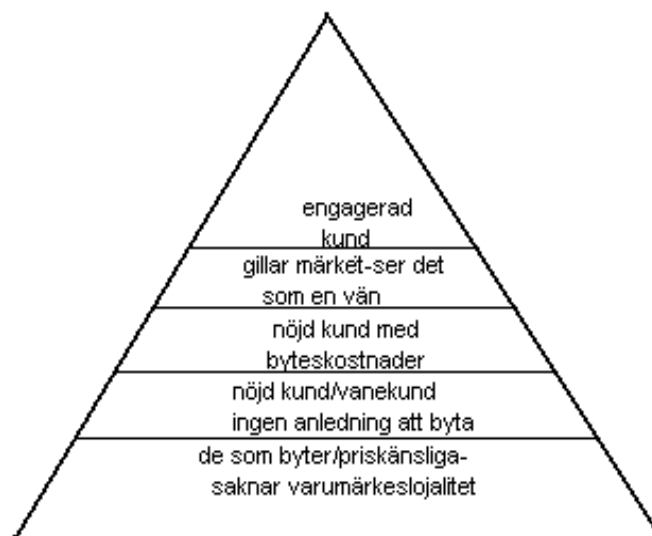 engagerad
kund
gillar märket-ser det
som en vän
nöjd kund med
byteskostnader
nöjd kund/vanekund
ingen anledning att byta
de som byter/priskänsliga-
saknar varumärkeslojalitet